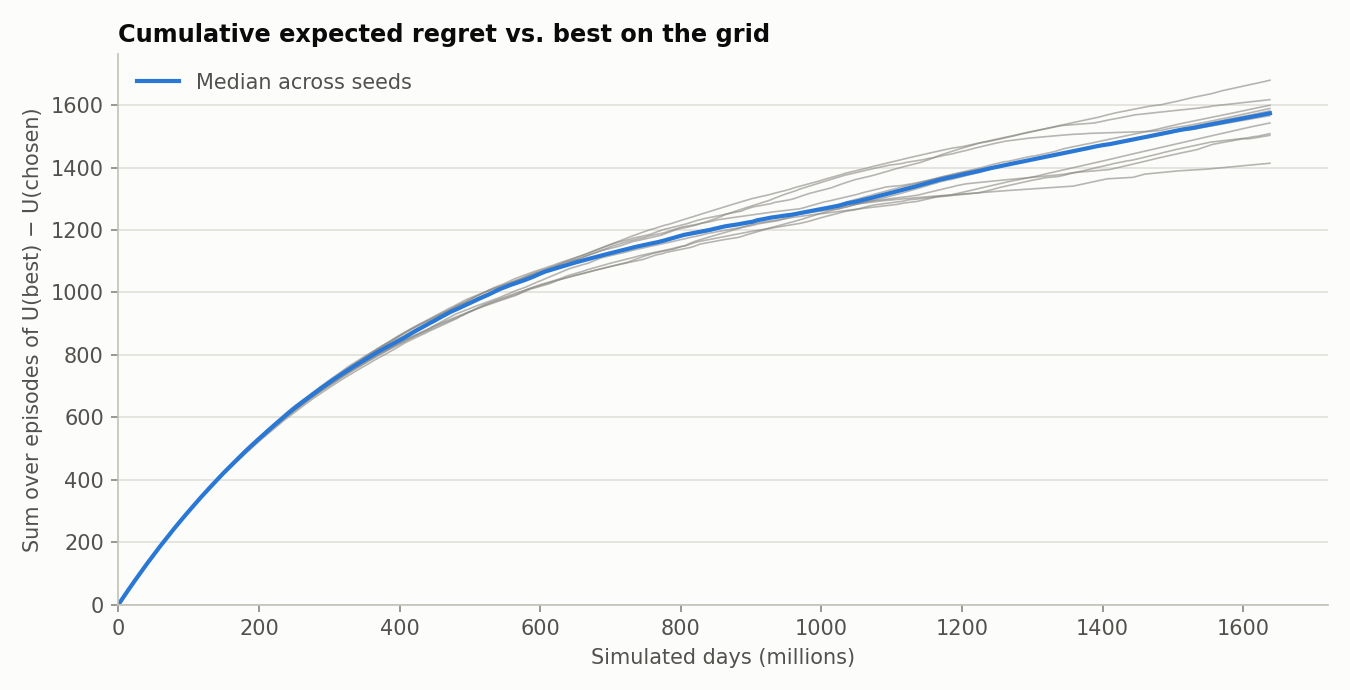 Cumulative expected regret vs. best on the grid
Median across seeds
Sum over episodes of U(best) − U(chosen)
1600
1400
1200
1000
800
600
400
200
0
0 200 400 600 800 1000 1200 1400 1600
Simulated days (millions)